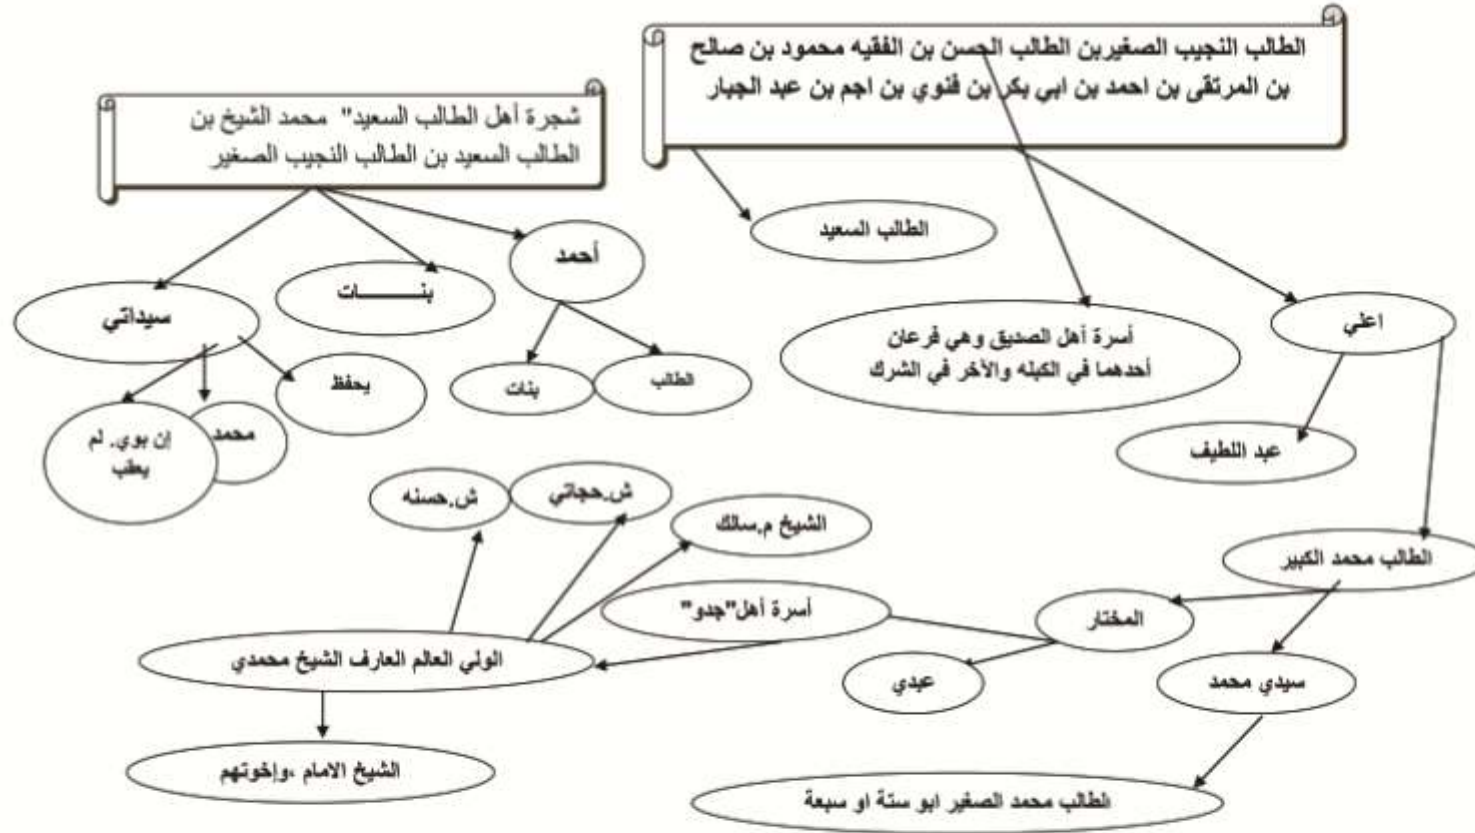 الطالب النجيب الصغيربن الطالب الحسن بن الفقيه محمود بن صالح
بن المرتقى بن احمد بن ابي بكر بن فنوي بن اجم بن عبد الجبار
شجرة أهل الطالب السعيد" محمد الشيخ بن
الطالب السعيد بن الطالب النجيب الصغير
الطالب السعيد
أحمد
بنـــــــات
سيداتي
اعلي
أسرة أهل الصديق وهي فرعان
أحدهما في الكبله والآخر في الشرك
الطالب
بنات
يحفظ
محمد
إن بوي. لم
يعقب
عبد اللطيف
ش.حجاتي
ش.حسنه
الشيخ م.سالك
الطالب محمد الكبير
أسرة أهل"جدو"
المختار
الولي العالم العارف الشيخ محمدي
عبدي
سيدي محمد
الشيخ الامام ،وإخوتهم
الطالب محمد الصغير ابو ستة او سبعة